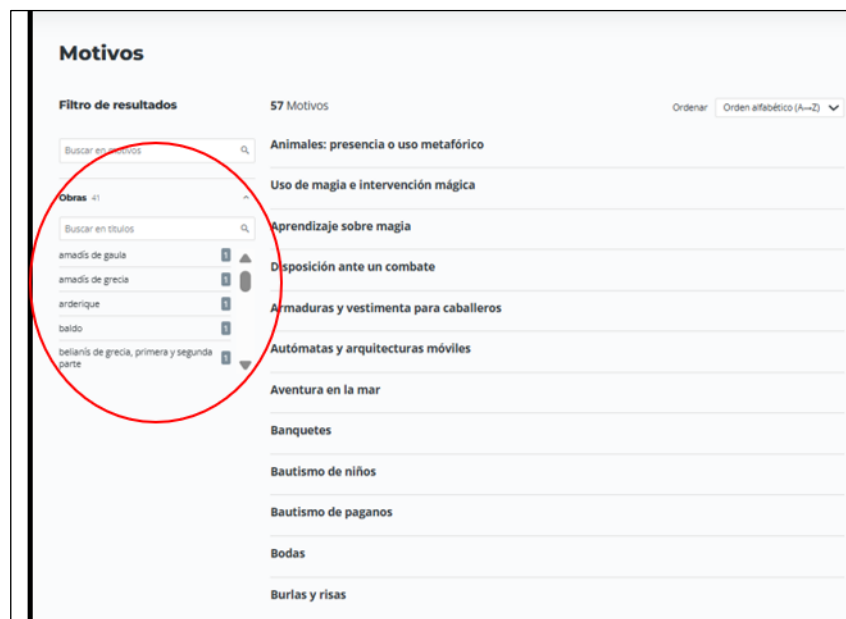 Motivos
Filtro de resultados
Buscar en motivos
Obras 41
Buscar en títulos
amadís de gaula 1
amadís de grecia 1
arderique 1
baldo 1
belianís de grecia, primera y segunda
parte 1
57 Motivos
Ordenar Orden alfabético (A⟶Z)
Animales: presencia o uso metafórico
Uso de magia e intervención mágica
Aprendizaje sobre magia
Disposición ante un combate
Armaduras y vestimenta para caballeros
Autómatas y arquitecturas móviles
Aventura en la mar
Banquetes
Bautismo de niños
Bautismo de paganos
Bodas
Burlas y risas